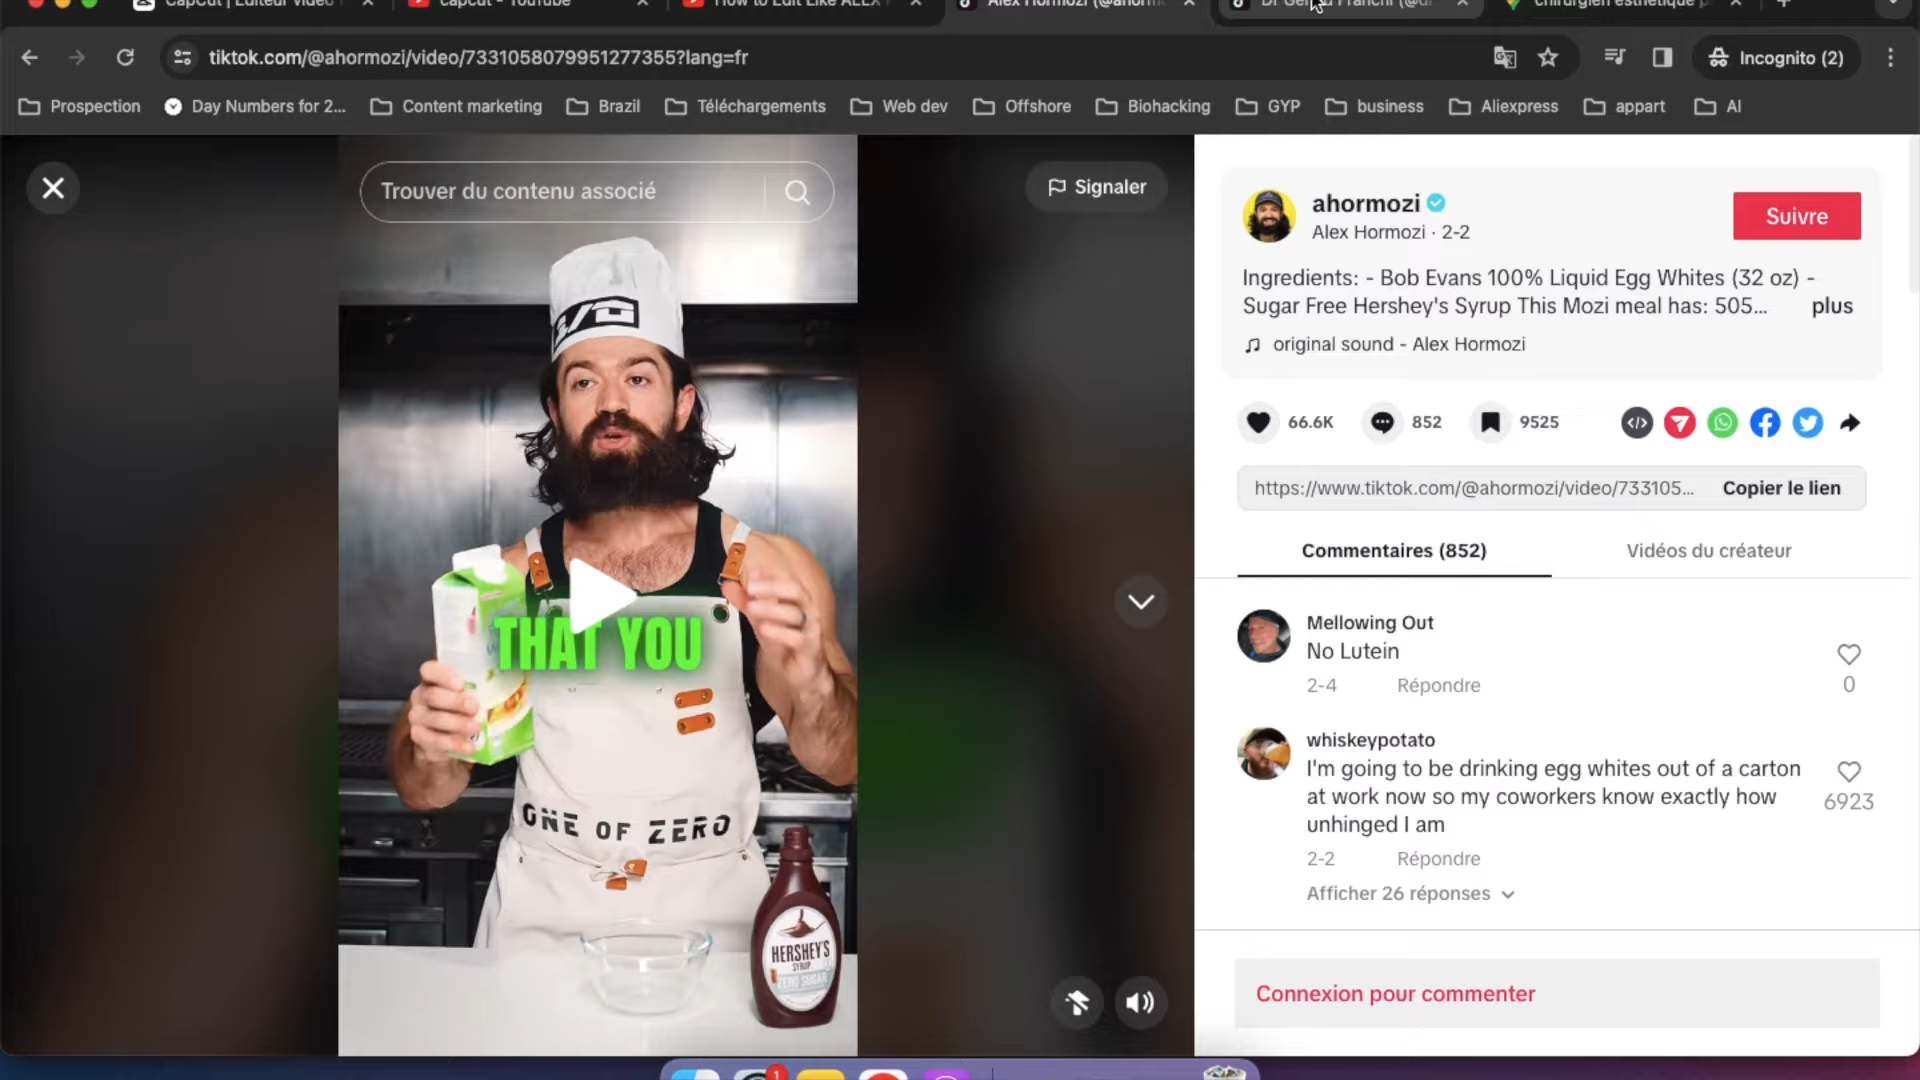 CapCut | Éditeur vidéo
capcut - YouTube
How to Edit Like ALEX
Alex Hormozi (@ahorm
tiktok.com/@ahormozi/video/7331058079951277355?lang=fr
Incognito (2)
Prospection
Day Numbers for 2...
Content marketing
Brazil
Téléchargements
Web dev
Offshore
Biohacking
GYP
business
Aliexpress
appart
AI
Trouver du contenu associé
Signaler
THAT YOU
ONE OF ZERO
HERSHEY'S
SYRUP
ZERO SUGAR
ahormozi
Alex Hormozi · 2-2
Suivre
Ingredients: - Bob Evans 100% Liquid Egg Whites (32 oz) -
Sugar Free Hershey's Syrup This Mozi meal has: 505... plus
original sound - Alex Hormozi
66.6K
852
9525
https://www.tiktok.com/@ahormozi/video/733105...
Copier le lien
Commentaires (852)
Vidéos du créateur
Mellowing Out
No Lutein
2-4
Répondre
0
whiskeypotato
I'm going to be drinking egg whites out of a carton
at work now so my coworkers know exactly how
unhinged I am
6923
2-2
Répondre
Afficher 26 réponses
Connexion pour commenter
1